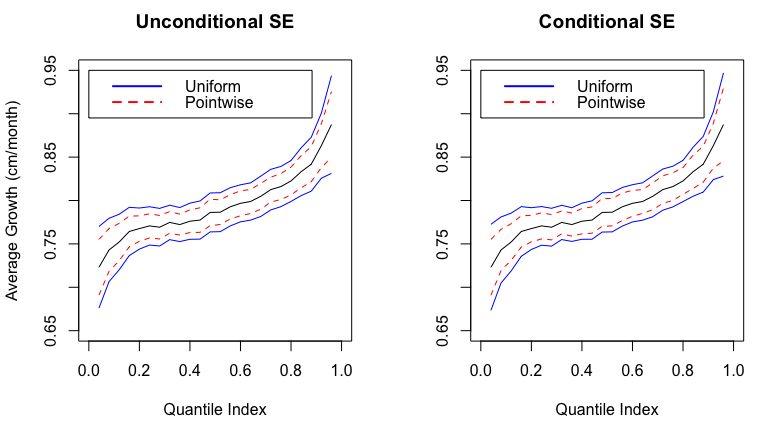 Unconditional SE
Average Growth (cm/month)
0.95
0.85
0.75
0.65
Uniform
Pointwise
0.0 0.2 0.4 0.6 0.8 1.0
Quantile Index
Conditional SE
0.95
0.85
0.75
0.65
Uniform
Pointwise
0.0 0.2 0.4 0.6 0.8 1.0
Quantile Index